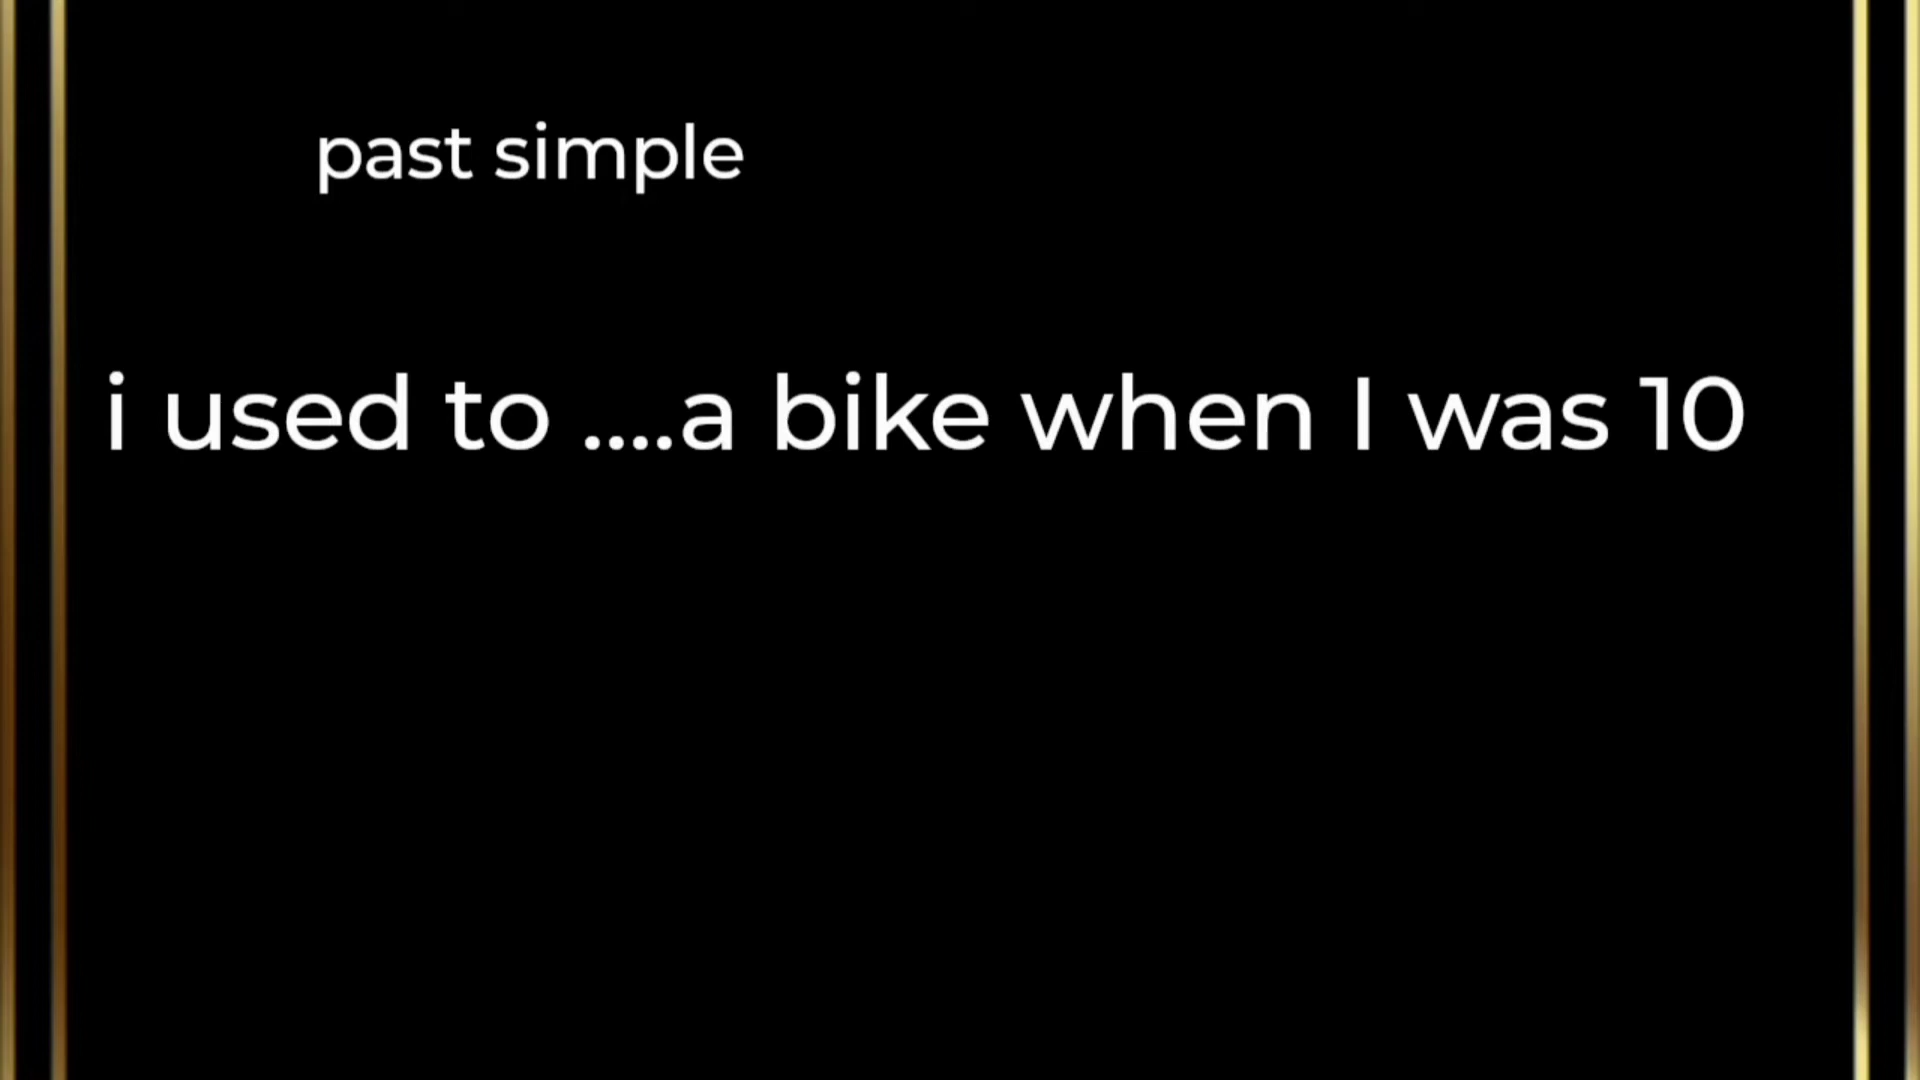 past simple
i used to ....a bike when I was 10